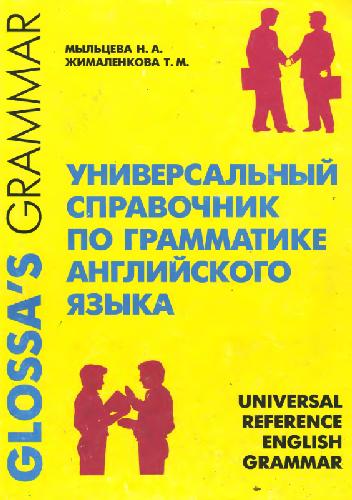 МЫЛЬЦЕВА Н. А.
ЖИМАЛЕНКОВА Т. М.
GLOSSA'S GRAMMAR
УНИВЕРСАЛЬНЫЙ
СПРАВОЧНИК
ПО ГРАММАТИКЕ
АНГЛИЙСКОГО
ЯЗЫКА
UNIVERSAL
REFERENCE
ENGLISH
GRAMMAR